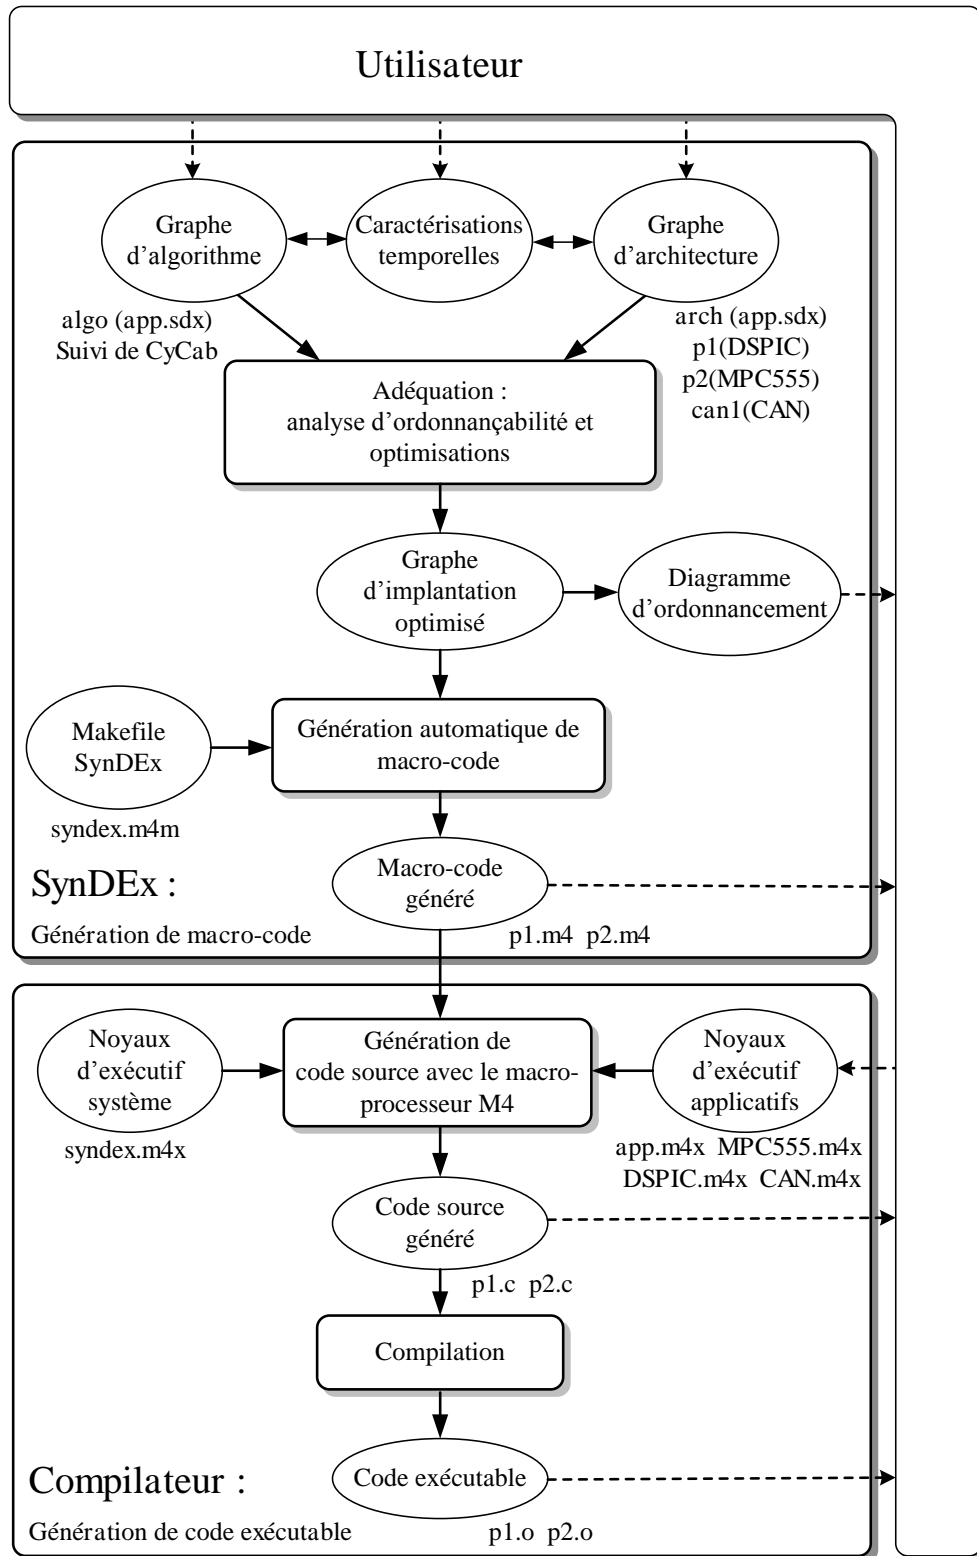 Utilisateur
Graphe
d'algorithme
Caractérisations
temporelles
Graphe
d'architecture
algo (app.sdx)
Suivi de CyCab
arch (app.sdx)
p1(DSPIC)
p2(MPC555)
can1(CAN)
Adéquation :
analyse d'ordonnançabilité et
optimisations
Graphe
d'implantation
optimisé
Diagramme
d'ordonnancement
Makefile
SynDEx
syndex.m4m
Génération automatique de
macro-code
Macro-code
généré
SynDEx :
Génération de macro-code
p1.m4 p2.m4
Noyaux
d'exécutif
système
syndex.m4x
Génération de
code source avec le macro-
processeur M4
Noyaux
d'exécutif
applicatifs
app.m4x MPC555.m4x
DSPIC.m4x CAN.m4x
Code source
généré
p1.c p2.c
Compilation
Compilateur :
Code exécutable
Génération de code exécutable
p1.o p2.o